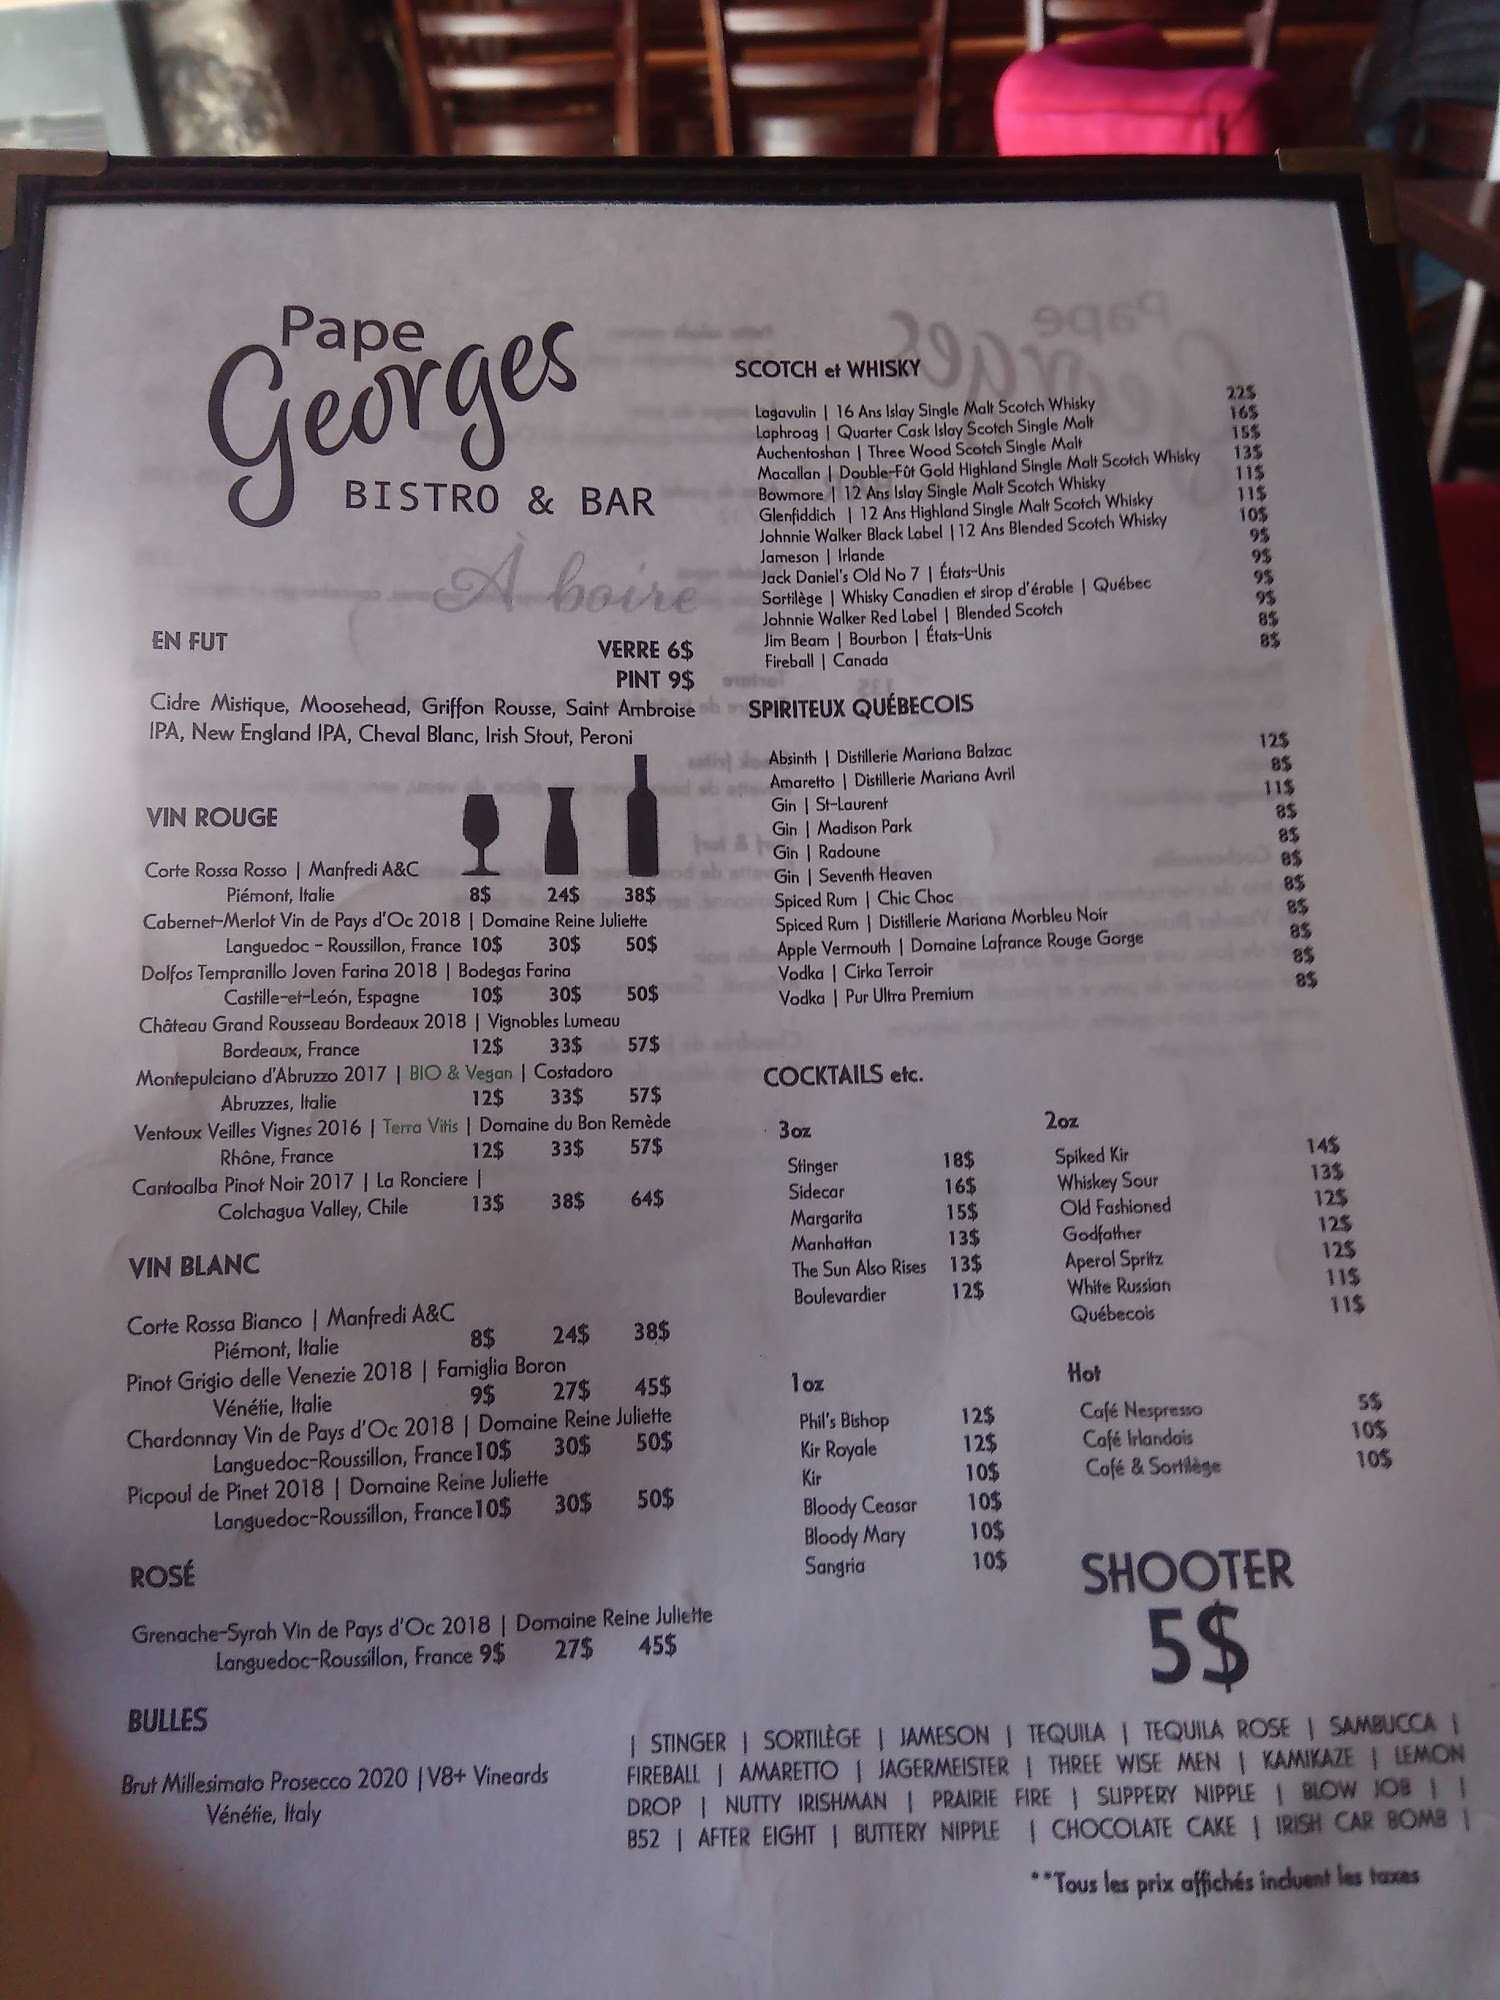 Pape
Georges
BISTRO & BAR
À boire
EN FUT
VERRE 6$
PINT 9$
Cidre Mistique, Moosehead, Griffon Rousse, Saint Ambroise
IPA, New England IPA, Cheval Blanc, Irish Stout, Peroni
VIN ROUGE
Corte Rossa Rosso | Manfredi A&C
Piémont, Italie 8$ 24$ 38$
Cabernet-Merlot Vin de Pays d'Oc 2018 | Domaine Reine Juliette
Languedoc - Roussillon, France 10$ 30$ 50$
Dolfos Tempranillo Joven Farina 2018 | Bodegas Farina
Castille-et-León, Espagne 10$ 30$ 50$
Château Grand Rousseau Bordeaux 2018 | Vignobles Lumeau
Bordeaux, France 12$ 33$ 57$
Montepulciano d'Abruzzo 2017 | BIO & Vegan | Costadoro
Abruzzes, Italie 12$ 33$ 57$
Ventoux Veilles Vignes 2016 | Terra Vitis | Domaine du Bon Remède
Rhône, France 12$ 33$ 57$
Cantoalba Pinot Noir 2017 | La Ronciere |
Colchagua Valley, Chile 13$ 38$ 64$
VIN BLANC
Corte Rossa Bianco | Manfredi A&C
Piémont, Italie 8$ 24$ 38$
Pinot Grigio delle Venezie 2018 | Famiglia Boron
Vénétie, Italie 9$ 27$ 45$
Chardonnay Vin de Pays d'Oc 2018 | Domaine Reine Juliette
Languedoc-Roussillon, France 10$ 30$ 50$
Picpoul de Pinet 2018 | Domaine Reine Juliette
Languedoc-Roussillon, France 10$ 30$ 50$
ROSÉ
Grenache-Syrah Vin de Pays d'Oc 2018 | Domaine Reine Juliette
Languedoc-Roussillon, France 9$ 27$ 45$
BULLES
Brut Millesimato Prosecco 2020 | V8+ Vineards
Vénétie, Italy
SCOTCH et WHISKY
Lagavulin | 16 Ans Islay Single Malt Scotch Whisky 22$
Laphroag | Quarter Cask Islay Scotch Single Malt 16$
Auchentoshan | Three Wood Scotch Single Malt 15$
Macallan | Double-Fût Gold Highland Single Malt Scotch Whisky 13$
Bowmore | 12 Ans Islay Single Malt Scotch Whisky 11$
Glenfiddich | 12 Ans Highland Single Malt Scotch Whisky 11$
Johnnie Walker Black Label | 12 Ans Blended Scotch Whisky 10$
Jameson | Irlande 9$
Jack Daniel's Old No 7 | États-Unis 9$
Sortilège | Whisky Canadien et sirop d'érable | Québec 9$
Johnnie Walker Red Label | Blended Scotch 9$
Jim Beam | Bourbon | États-Unis 8$
Fireball | Canada 8$
SPIRITEUX QUÉBECOIS
Absinth | Distillerie Mariana Balzac 12$
Amaretto | Distillerie Mariana Avril 8$
Gin | St-Laurent 11$
Gin | Madison Park 8$
Gin | Radoune 8$
Gin | Seventh Heaven 8$
Spiced Rum | Chic Choc 8$
Spiced Rum | Distillerie Mariana Morbleu Noir 8$
Apple Vermouth | Domaine Lafrance Rouge Gorge 8$
Vodka | Cirka Terroir 8$
Vodka | Pur Ultra Premium 8$
COCKTAILS etc.
3oz
Stinger 18$
Sidecar 16$
Margarita 15$
Manhattan 13$
The Sun Also Rises 13$
Boulevardier 12$
2oz
Spiked Kir 14$
Whiskey Sour 13$
Old Fashioned 12$
Godfather 12$
Aperol Spritz 12$
White Russian 11$
Québecois 11$
1oz
Phil's Bishop 12$
Kir Royale 12$
Kir 10$
Bloody Ceasar 10$
Bloody Mary 10$
Sangria 10$
Hot
Café Nespresso 5$
Café Irlandais 10$
Café & Sortilège 10$
SHOOTER
5$
| STINGER | SORTILÈGE | JAMESON | TEQUILA | TEQUILA ROSE | SAMBUCCA |
FIREBALL | AMARETTO | JAGERMEISTER | THREE WISE MEN | KAMIKAZE | LEMON
DROP | NUTTY IRISHMAN | PRAIRIE FIRE | SLIPPERY NIPPLE | BLOW JOB | |
B52 | AFTER EIGHT | BUTTERY NIPPLE | CHOCOLATE CAKE | IRISH CAR BOMB |
**Tous les prix affichés incluent les taxes